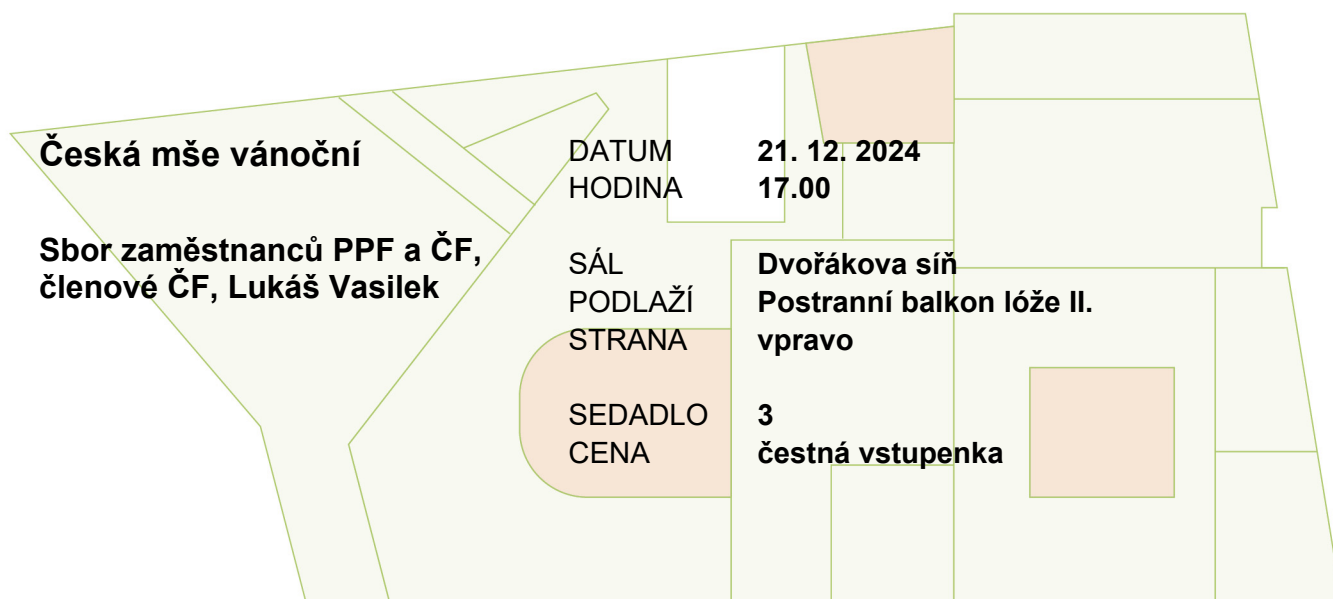 Česká mše vánoční
Sbor zaměstnanců PPF a ČF,
členové ČF, Lukáš Vasilek
DATUM 21. 12. 2024
HODINA 17.00
SÁL Dvořákova síň
PODLAŽÍ Postranní balkon lóže II.
STRANA vpravo
SEDADLO 3
CENA čestná vstupenka